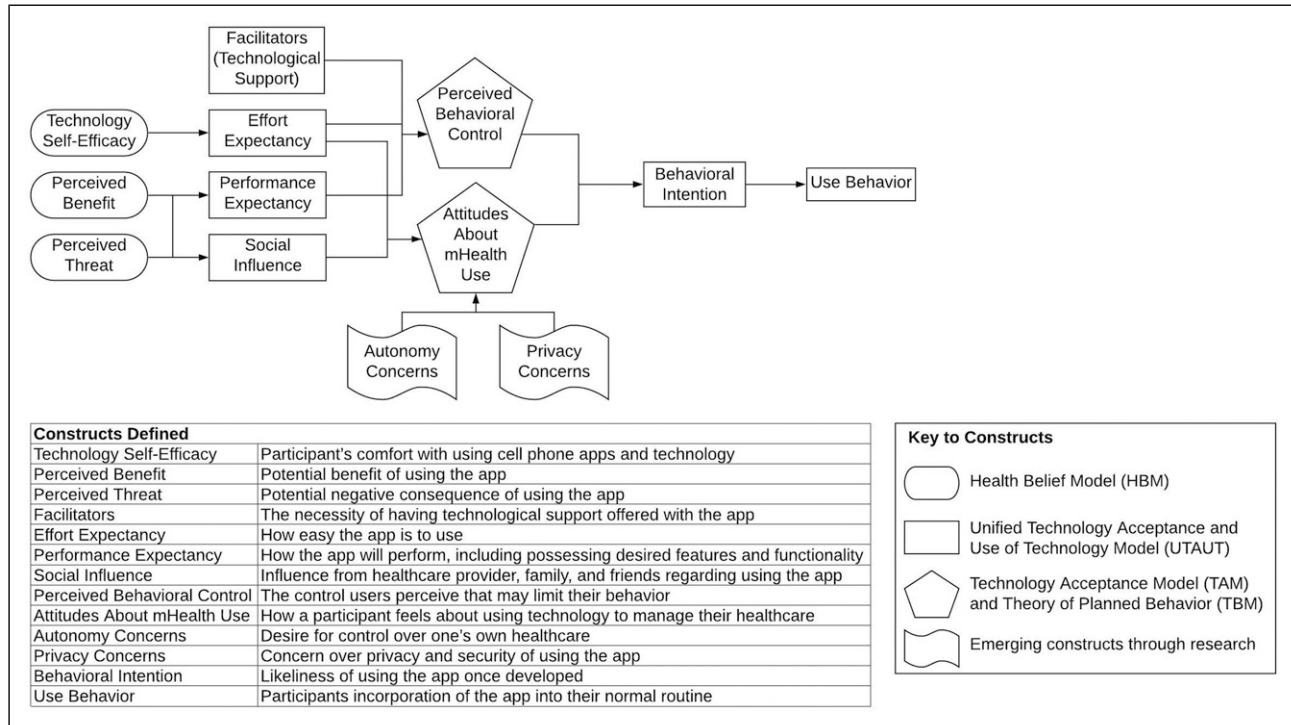 Facilitators
(Technological
Support)
Technology
Self-Efficacy
Effort
Expectancy
Perceived
Behavioral
Control
Perceived
Benefit
Performance
Expectancy
Behavioral
Intention
Use Behavior
Perceived
Threat
Social
Influence
Attitudes
About
mHealth
Use
Autonomy
Concerns
Privacy
Concerns
Constructs Defined
Technology Self-Efficacy Participant's comfort with using cell phone apps and technology
Perceived Benefit Potential benefit of using the app
Perceived Threat Potential negative consequence of using the app
Facilitators The necessity of having technological support offered with the app
Effort Expectancy How easy the app is to use
Performance Expectancy How the app will perform, including possessing desired features and functionality
Social Influence Influence from healthcare provider, family, and friends regarding using the app
Perceived Behavioral Control The control users perceive that may limit their behavior
Attitudes About mHealth Use How a participant feels about using technology to manage their healthcare
Autonomy Concerns Desire for control over one's own healthcare
Privacy Concerns Concern over privacy and security of using the app
Behavioral Intention Likeliness of using the app once developed
Use Behavior Participants incorporation of the app into their normal routine
Key to Constructs
Health Belief Model (HBM)
Unified Technology Acceptance and
Use of Technology Model (UTAUT)
Technology Acceptance Model (TAM)
and Theory of Planned Behavior (TBM)
Emerging constructs through research